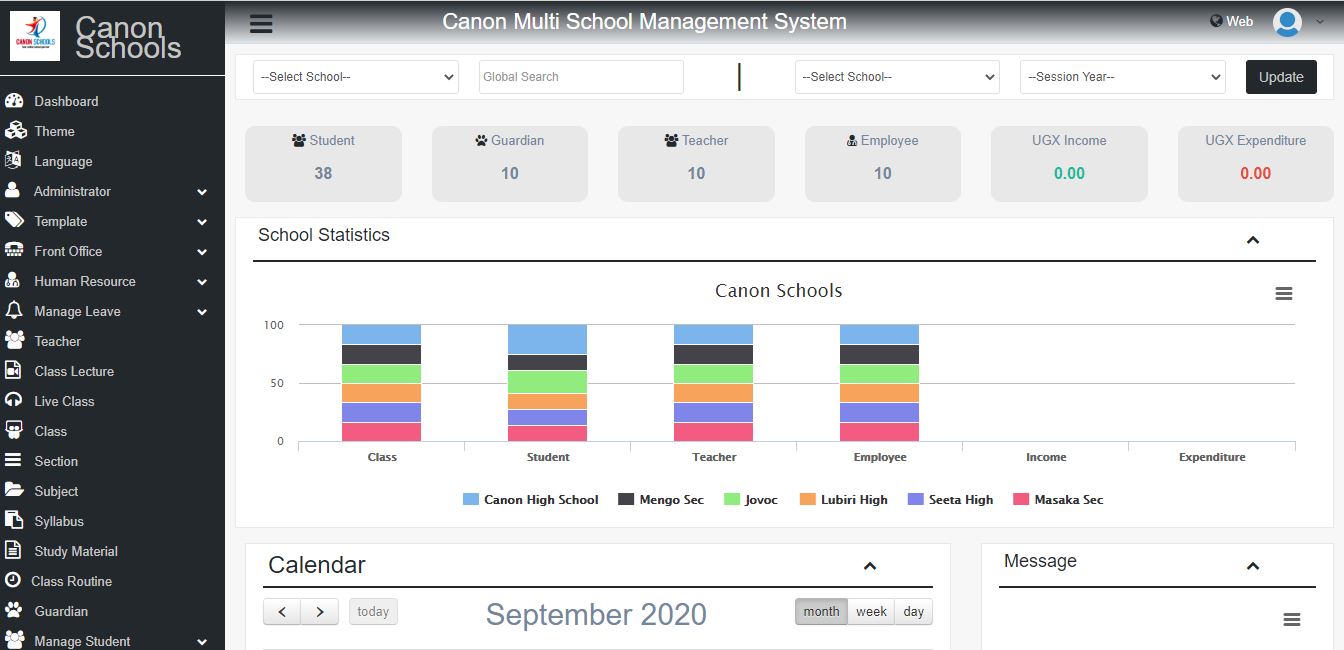 CANON SCHOOLS
Canon
Schools
Canon Multi School Management System
Web
--Select School--
Global Search
--Select School--
--Session Year--
Update
Dashboard
Theme
Language
Administrator
Template
Front Office
Human Resource
Manage Leave
Teacher
Class Lecture
Live Class
Class
Section
Subject
Syllabus
Study Material
Class Routine
Guardian
Manage Student
Student
38
Guardian
10
Teacher
10
Employee
10
UGX Income
0.00
UGX Expenditure
0.00
School Statistics
Canon Schools
100
50
0
Class Student Teacher Employee Income Expenditure
Canon High School Mengo Sec Jovoc Lubiri High Seeta High Masaka Sec
Calendar
today
September 2020
month week day
Message